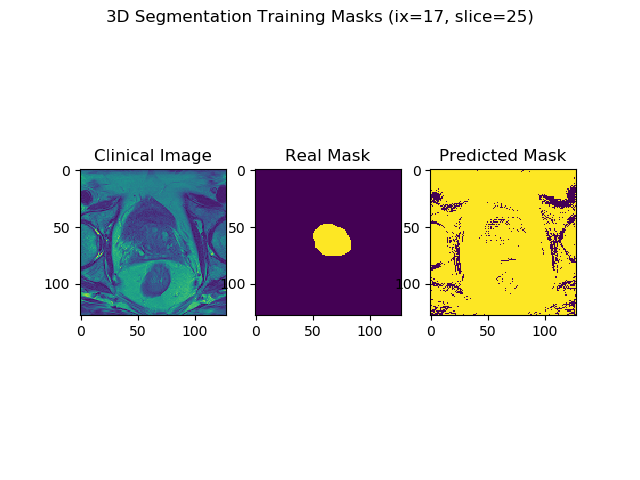 3D Segmentation Training Masks (ix=17, slice=25)
Clinical Image Real Mask Predicted Mask
0 0 0
50 50 50
100 100 100
0 50 100 0 50 100 0 50 100